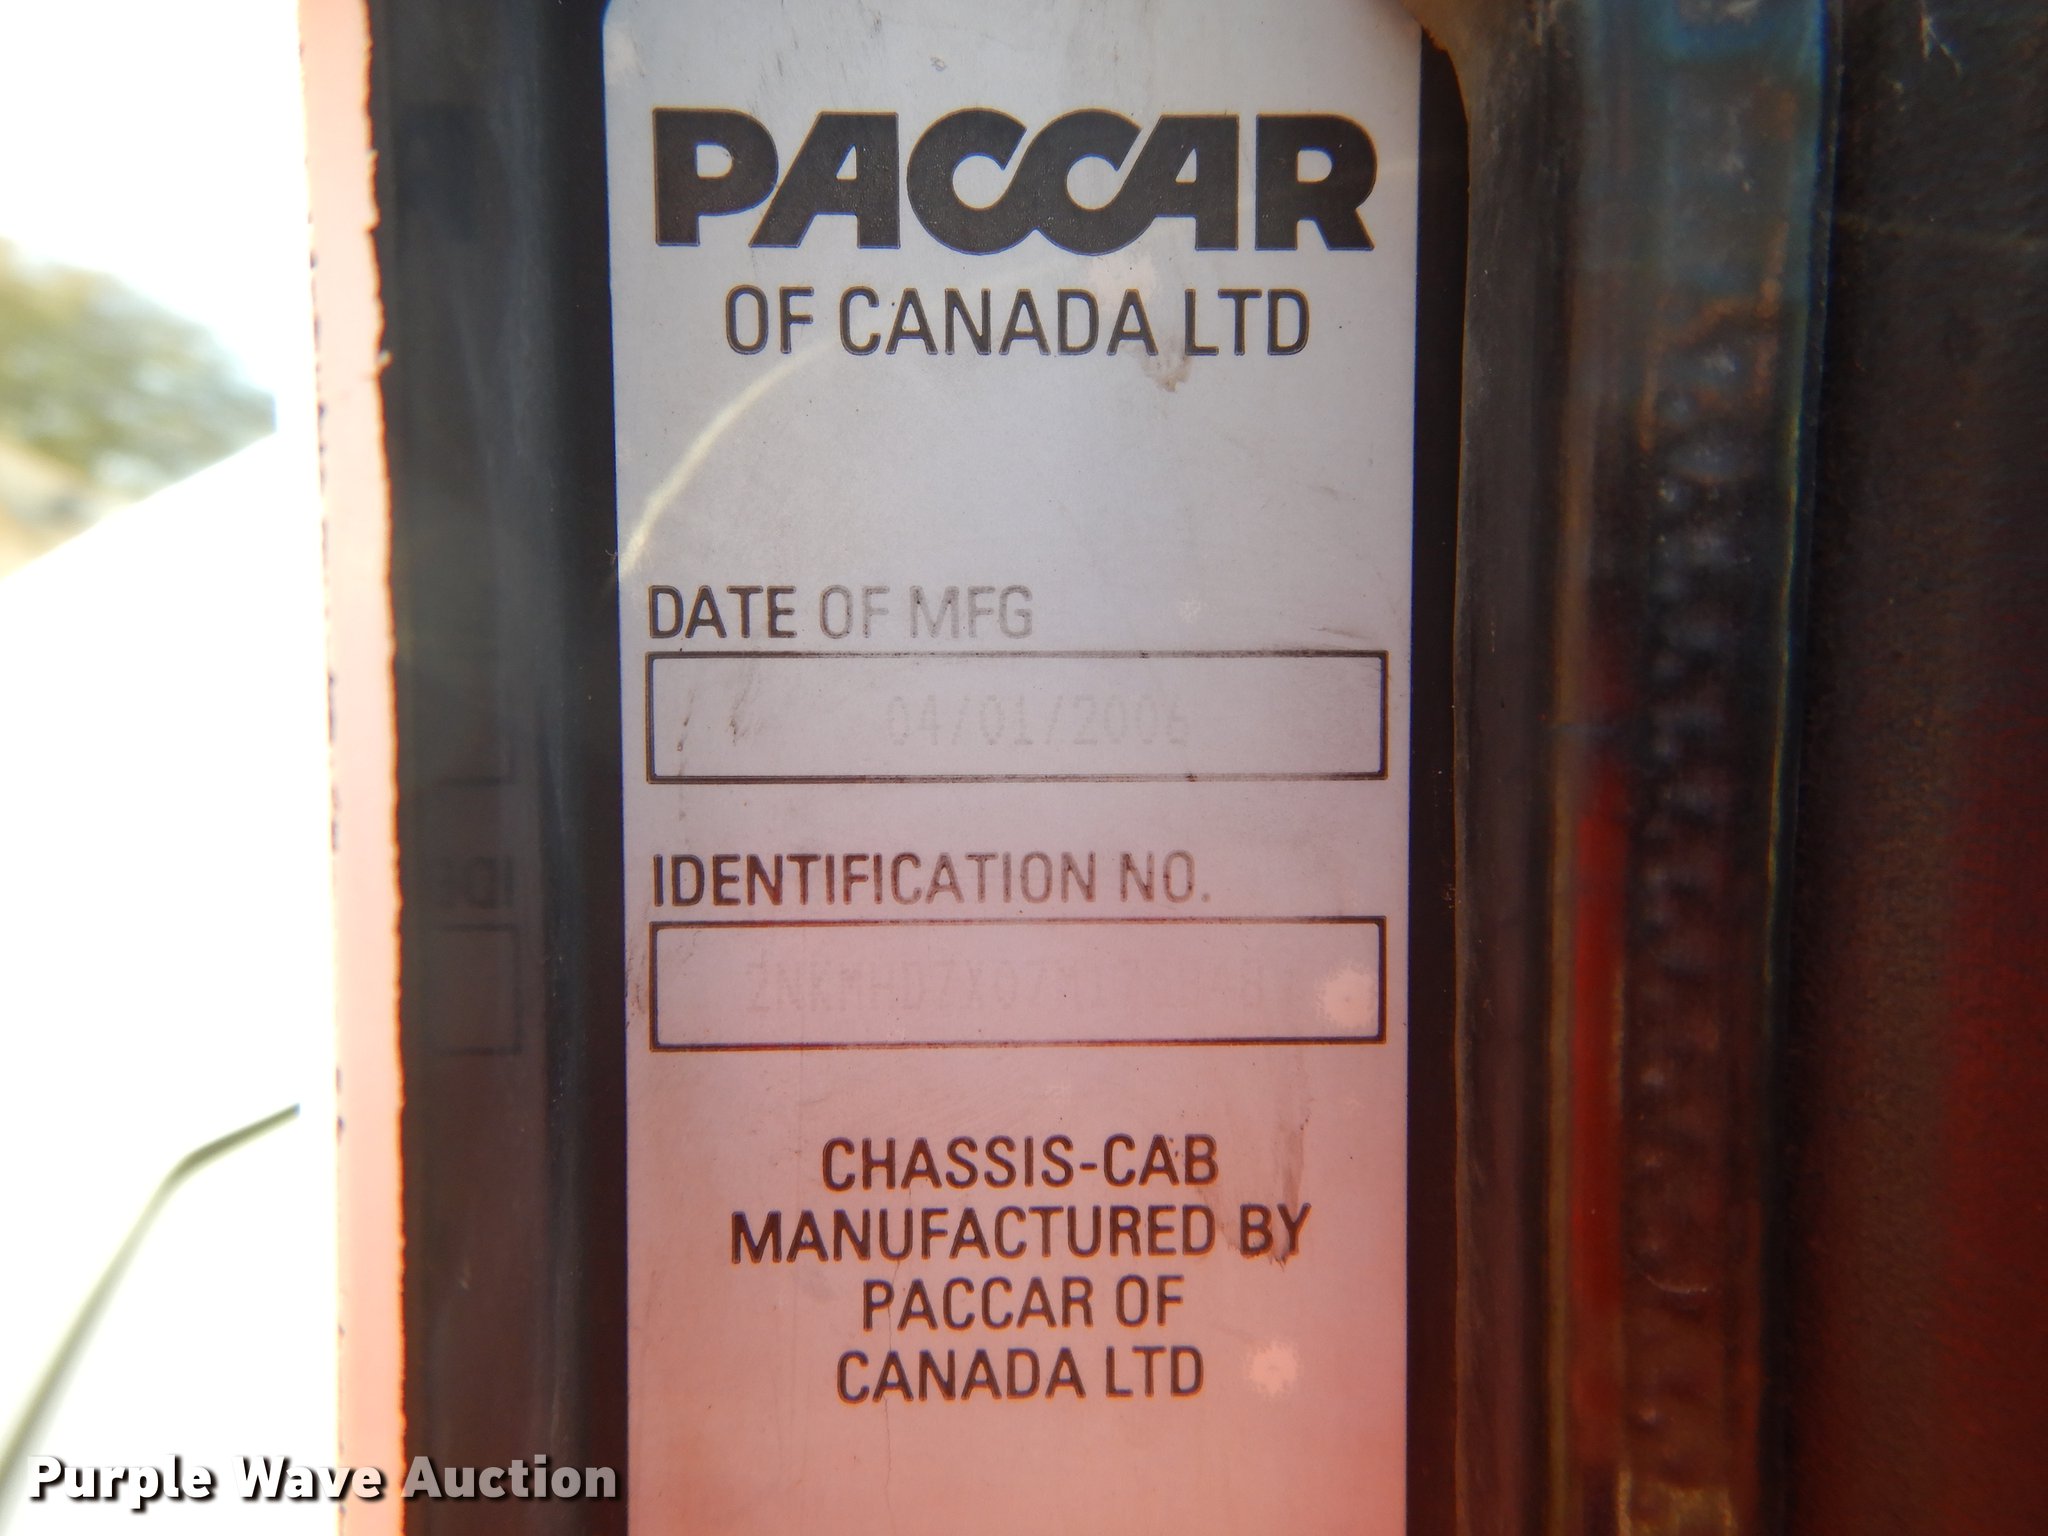 PACCAR
OF CANADA LTD
DATE OF MFG
04/01/2006
IDENTIFICATION NO.
CHASSIS-CAB
MANUFACTURED BY
PACCAR OF
CANADA LTD
Purple Wave Auction